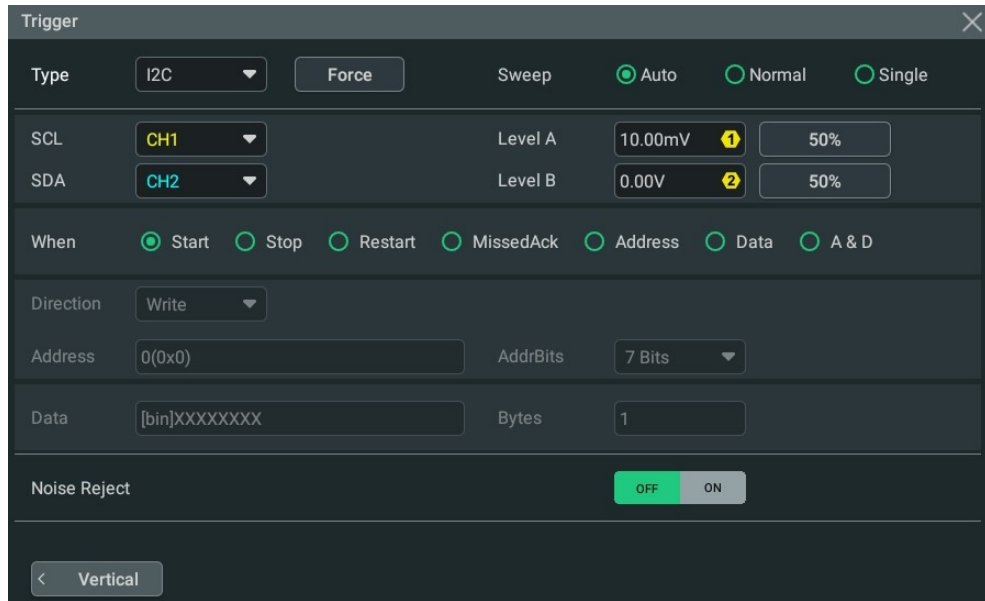 Trigger
Type I2C Force Sweep Auto Normal Single
SCL CH1 Level A 10.00mV 1 50%
SDA CH2 Level B 0.00V 2 50%
When Start Stop Restart MissedAck Address Data A & D
Direction Write
Address 0(0x0) AddrBits 7 Bits
Data [bin]XXXXXXXX Bytes 1
Noise Reject OFF ON
< Vertical